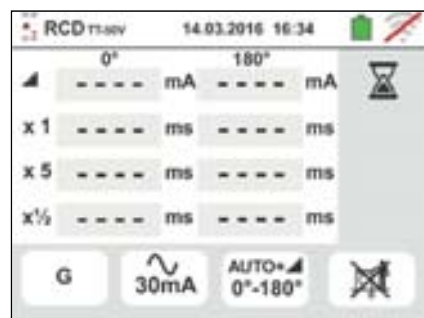 RCD TT-50V 14.03.2016 16:34
0° 180°
---- mA ---- mA
x 1 ---- ms ---- ms
x 5 ---- ms ---- ms
x½ ---- ms ---- ms
G 30mA AUTO+ 0°-180°